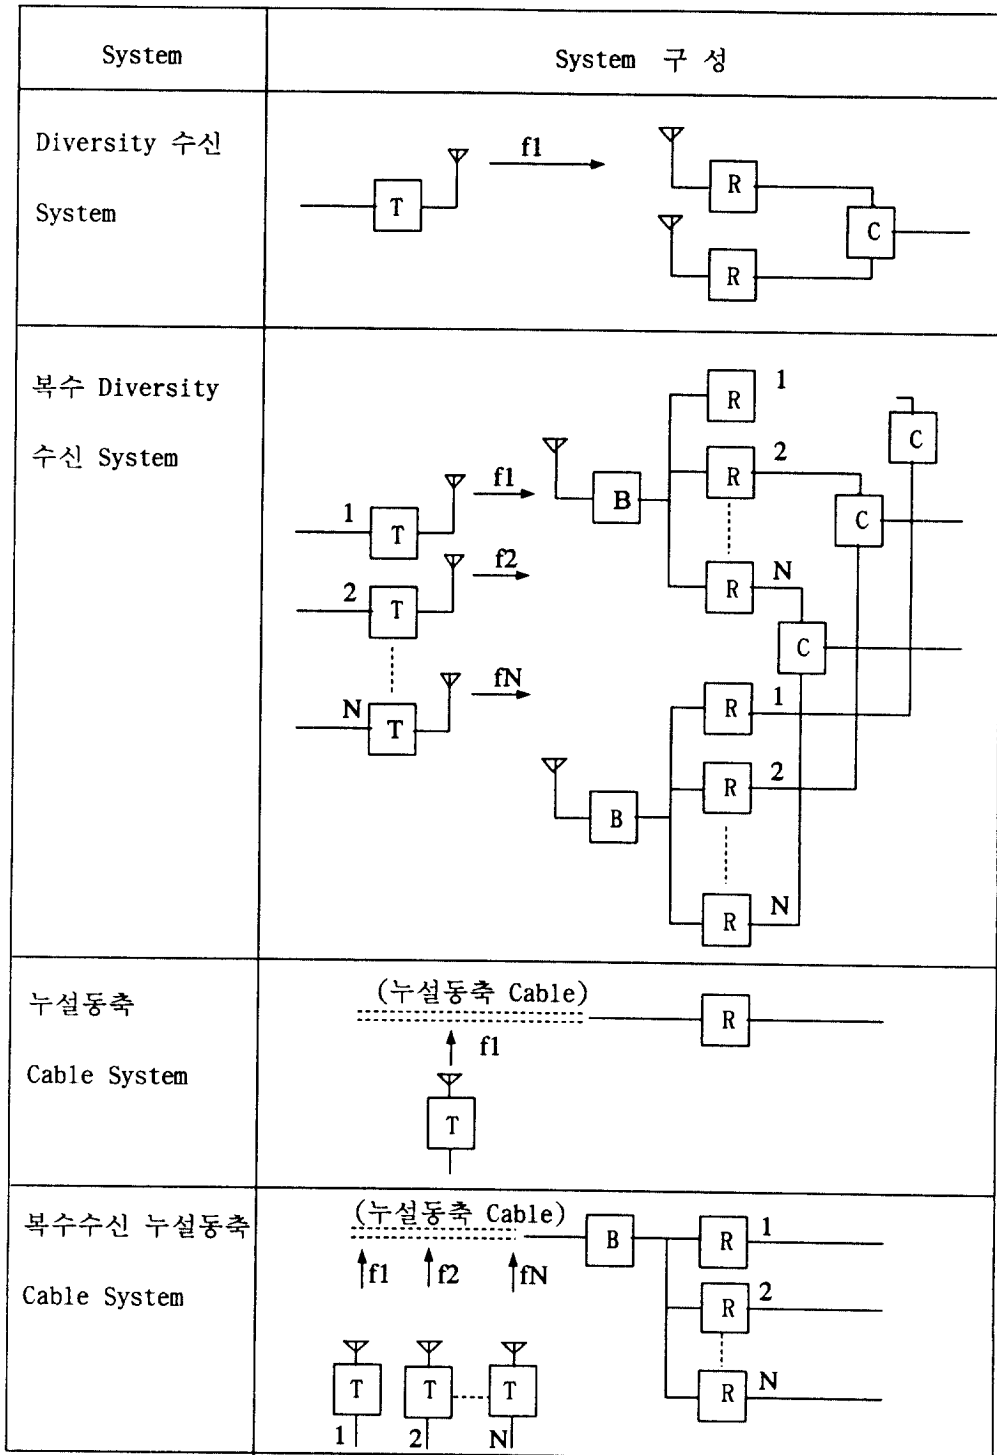 System
System 구 성
Diversity 수신
System
f1
T
R
R
C
복수 Diversity
수신 System
1
T
f1
2
T
f2
N
T
fN
B
R
1
R
2
R
N
C
C
C
B
R
1
R
2
R
N
누설동축
Cable System
(누설동축 Cable)
R
f1
T
복수수신 누설동축
Cable System
(누설동축 Cable)
f1
f2
fN
B
R
1
R
2
R
N
T
T
T
1
2
N